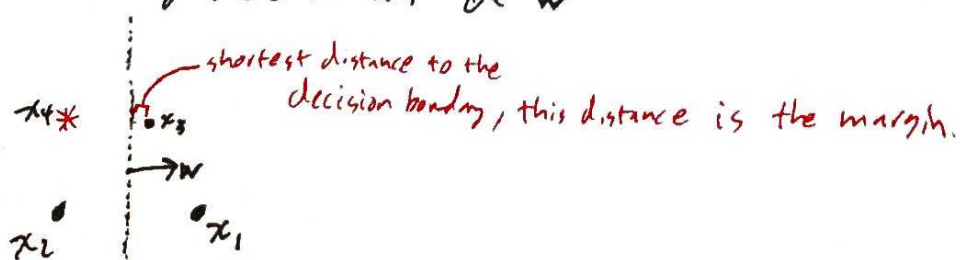 shortest distance to the
decision bondry, this distance is the margin.
x4
x3
w
x2
x1